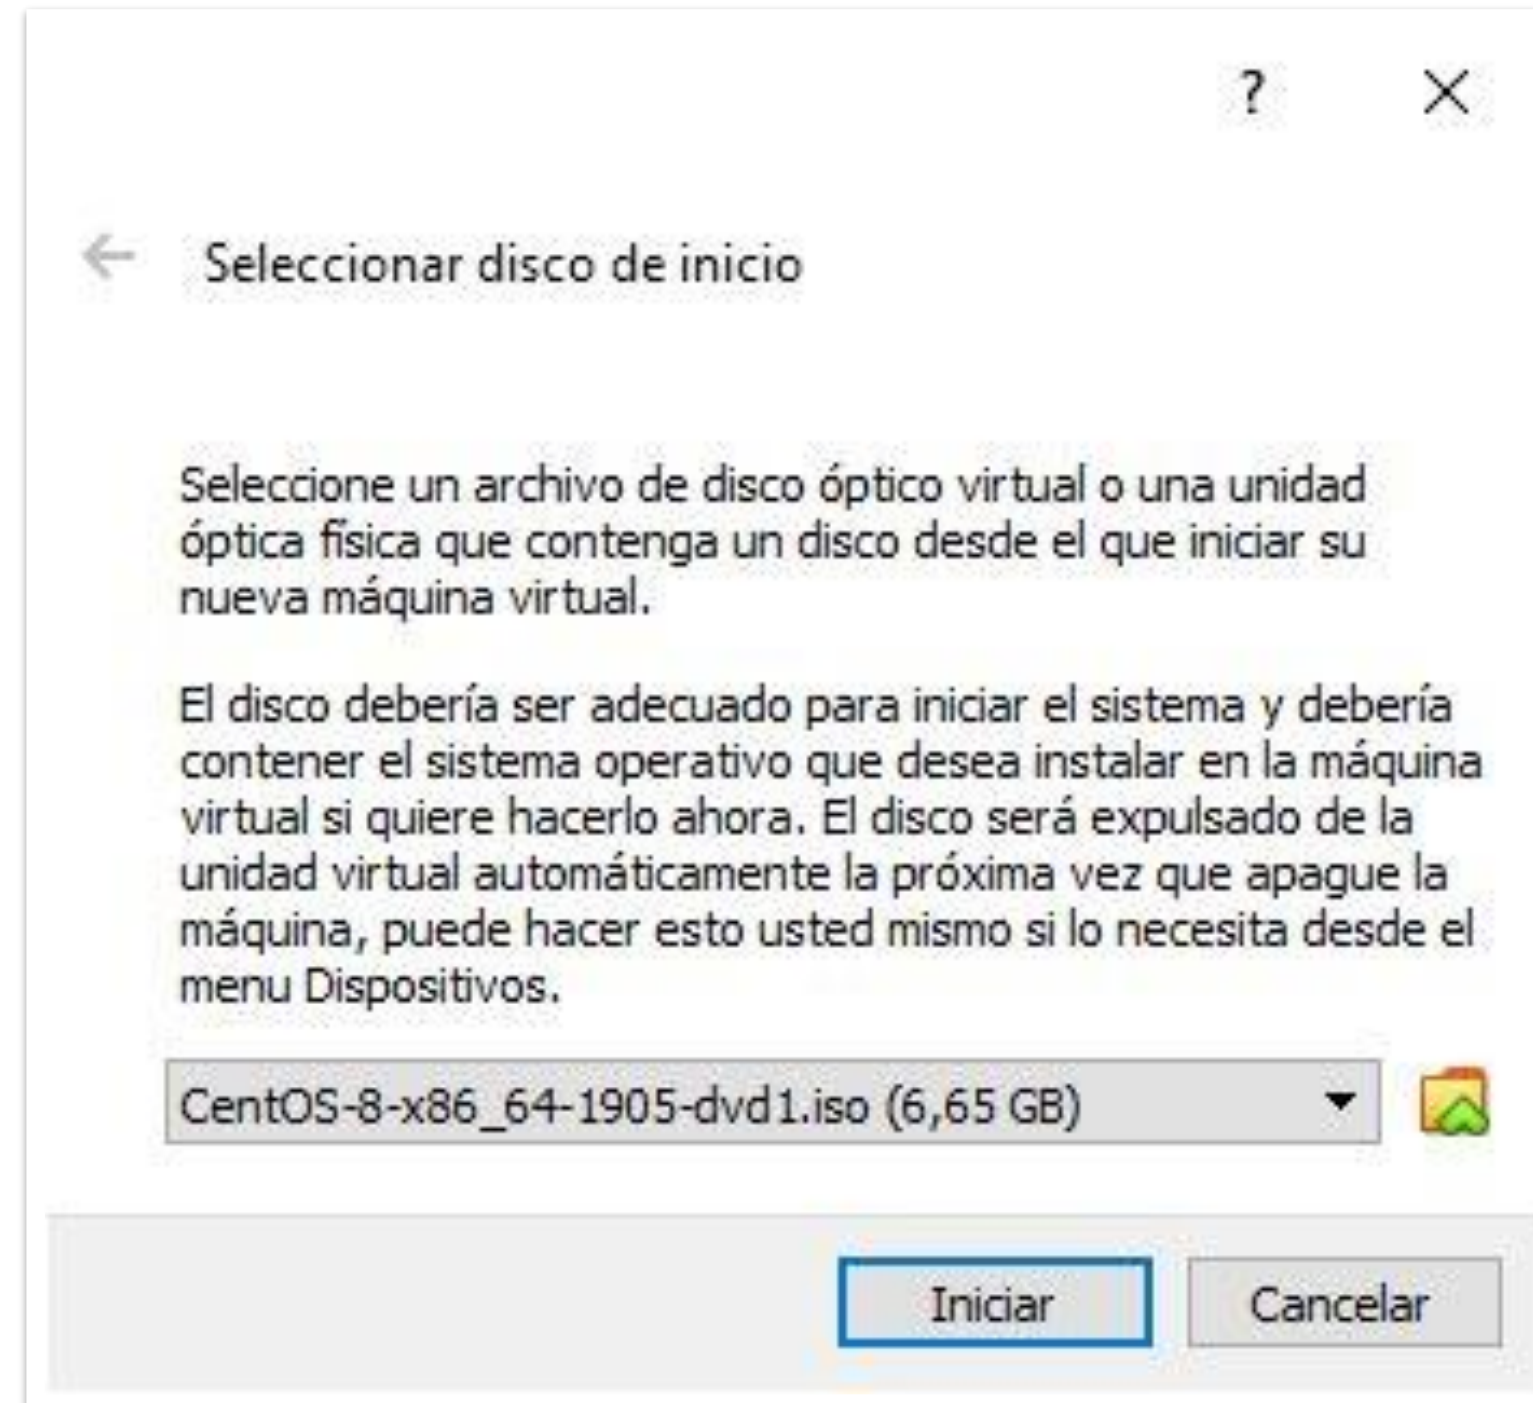 ?
Seleccionar disco de inicio
Seleccione un archivo de disco óptico virtual o una unidad
óptica física que contenga un disco desde el que iniciar su
nueva máquina virtual.
El disco debería ser adecuado para iniciar el sistema y debería
contener el sistema operativo que desea instalar en la máquina
virtual si quiere hacerlo ahora. El disco será expulsado de la
unidad virtual automáticamente la próxima vez que apague la
máquina, puede hacer esto usted mismo si lo necesita desde el
menu Dispositivos.
CentOS-8-x86_64-1905-dvd1.iso (6,65 GB)
Iniciar Cancelar